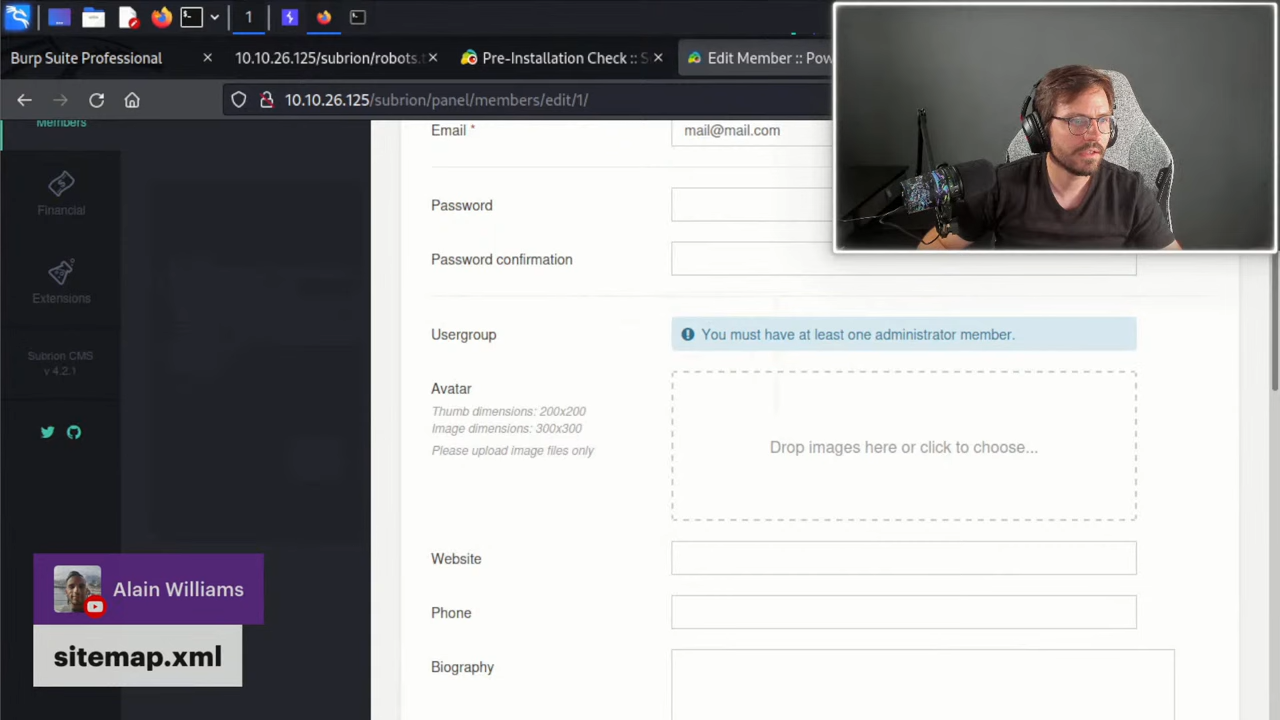 1
Burp Suite Professional
10.10.26.125/subrion/robots.t
Pre-Installation Check :: S
Edit Member :: Pow
10.10.26.125/subrion/panel/members/edit/1/
Members
Financial
Extensions
Subrion CMS
v 4.2.1
Email *
mail@mail.com
Password
Password confirmation
Usergroup
You must have at least one administrator member.
Avatar
Thumb dimensions: 200x200
Image dimensions: 300x300
Please upload image files only
Drop images here or click to choose...
Website
Phone
Biography
Alain Williams
sitemap.xml